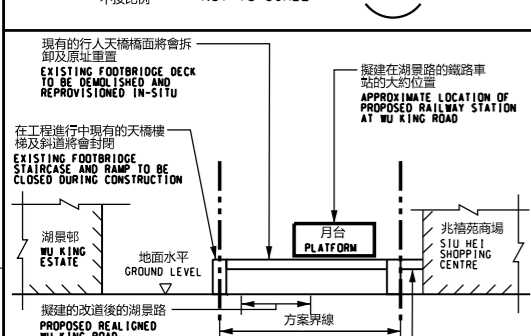 NOT TO SCALE
現有的行人天橋橋面將會拆
卸及原址重置
EXISTING FOOTBRIDGE DECK
TO BE DEMOLISHED AND
REPROVISIONED IN-SITU
擬建在湖景路的鐵路車
站的大約位置
APPROXIMATE LOCATION OF
PROPOSED RAILWAY STATION
AT WU KING ROAD
在工程進行中現有的天橋樓
梯及斜道將會封閉
EXISTING FOOTBRIDGE
STAIRCASE AND RAMP TO BE
CLOSED DURING CONSTRUCTION
湖景邨
WU KING
ESTATE
地面水平
GROUND LEVEL
月台
PLATFORM
兆禧苑商場
SIU HEI
SHOPPING
CENTRE
擬建的改道後的湖景路
PROPOSED REALIGNED
WU KING ROAD
方案界線